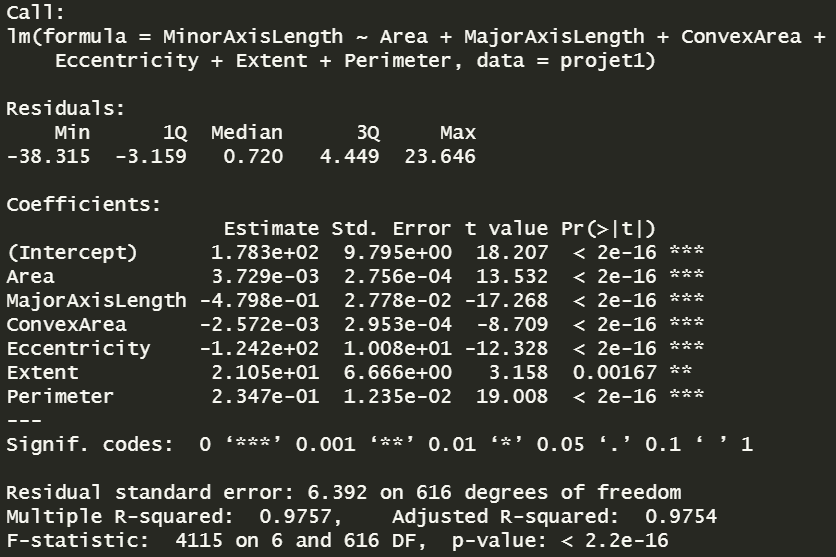 Call:
lm(formula = MinorAxisLength ~ Area + MajorAxisLength + ConvexArea +
    Eccentricity + Extent + Perimeter, data = projet1)

Residuals:
    Min      1Q  Median      3Q     Max
-38.315  -3.159   0.720   4.449  23.646

Coefficients:
                  Estimate Std. Error t value Pr(>|t|)
(Intercept)      1.783e+02  9.795e+00  18.207  < 2e-16 ***
Area             3.729e-03  2.756e-04  13.532  < 2e-16 ***
MajorAxisLength -4.798e-01  2.778e-02 -17.268  < 2e-16 ***
ConvexArea      -2.572e-03  2.953e-04  -8.709  < 2e-16 ***
Eccentricity    -1.242e+02  1.008e+01 -12.328  < 2e-16 ***
Extent           2.105e+01  6.666e+00   3.158  0.00167 **
Perimeter        2.347e-01  1.235e-02  19.008  < 2e-16 ***
---
Signif. codes:  0 ‘***’ 0.001 ‘**’ 0.01 ‘*’ 0.05 ‘.’ 0.1 ‘ ’ 1

Residual standard error: 6.392 on 616 degrees of freedom
Multiple R-squared:  0.9757,    Adjusted R-squared:  0.9754
F-statistic:  4115 on 6 and 616 DF,  p-value: < 2.2e-16